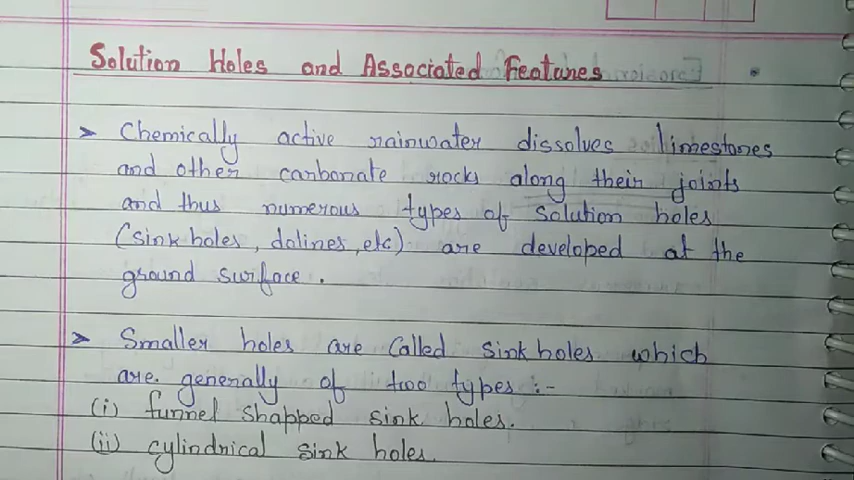 Solution Holes and Associated Features
➤ Chemically active rainwater dissolves limestones
and other carbonate rocks along their joints
and thus numerous types of solution holes
(sink holes, dolines, etc) are developed at the
ground surface.
➤ Smaller holes are called sink holes which
are generally of two types :-
(i) funnel shapped sink holes.
(ii) cylindrical sink holes.